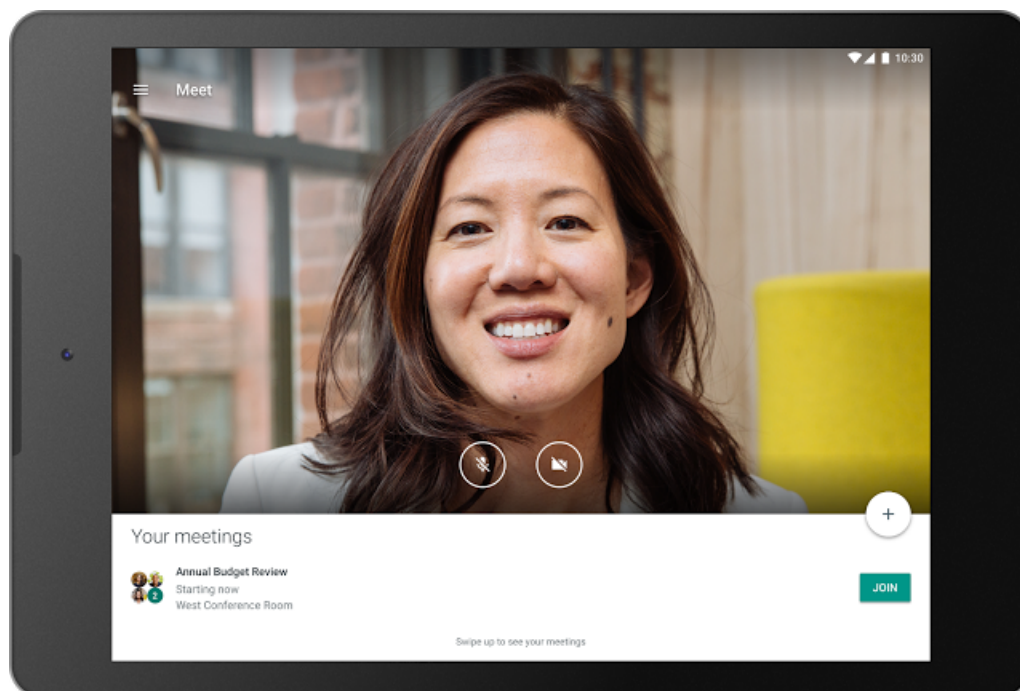 10:30
Meet
Your meetings
Annual Budget Review
Starting now
West Conference Room
2
JOIN
Swipe up to see your meetings